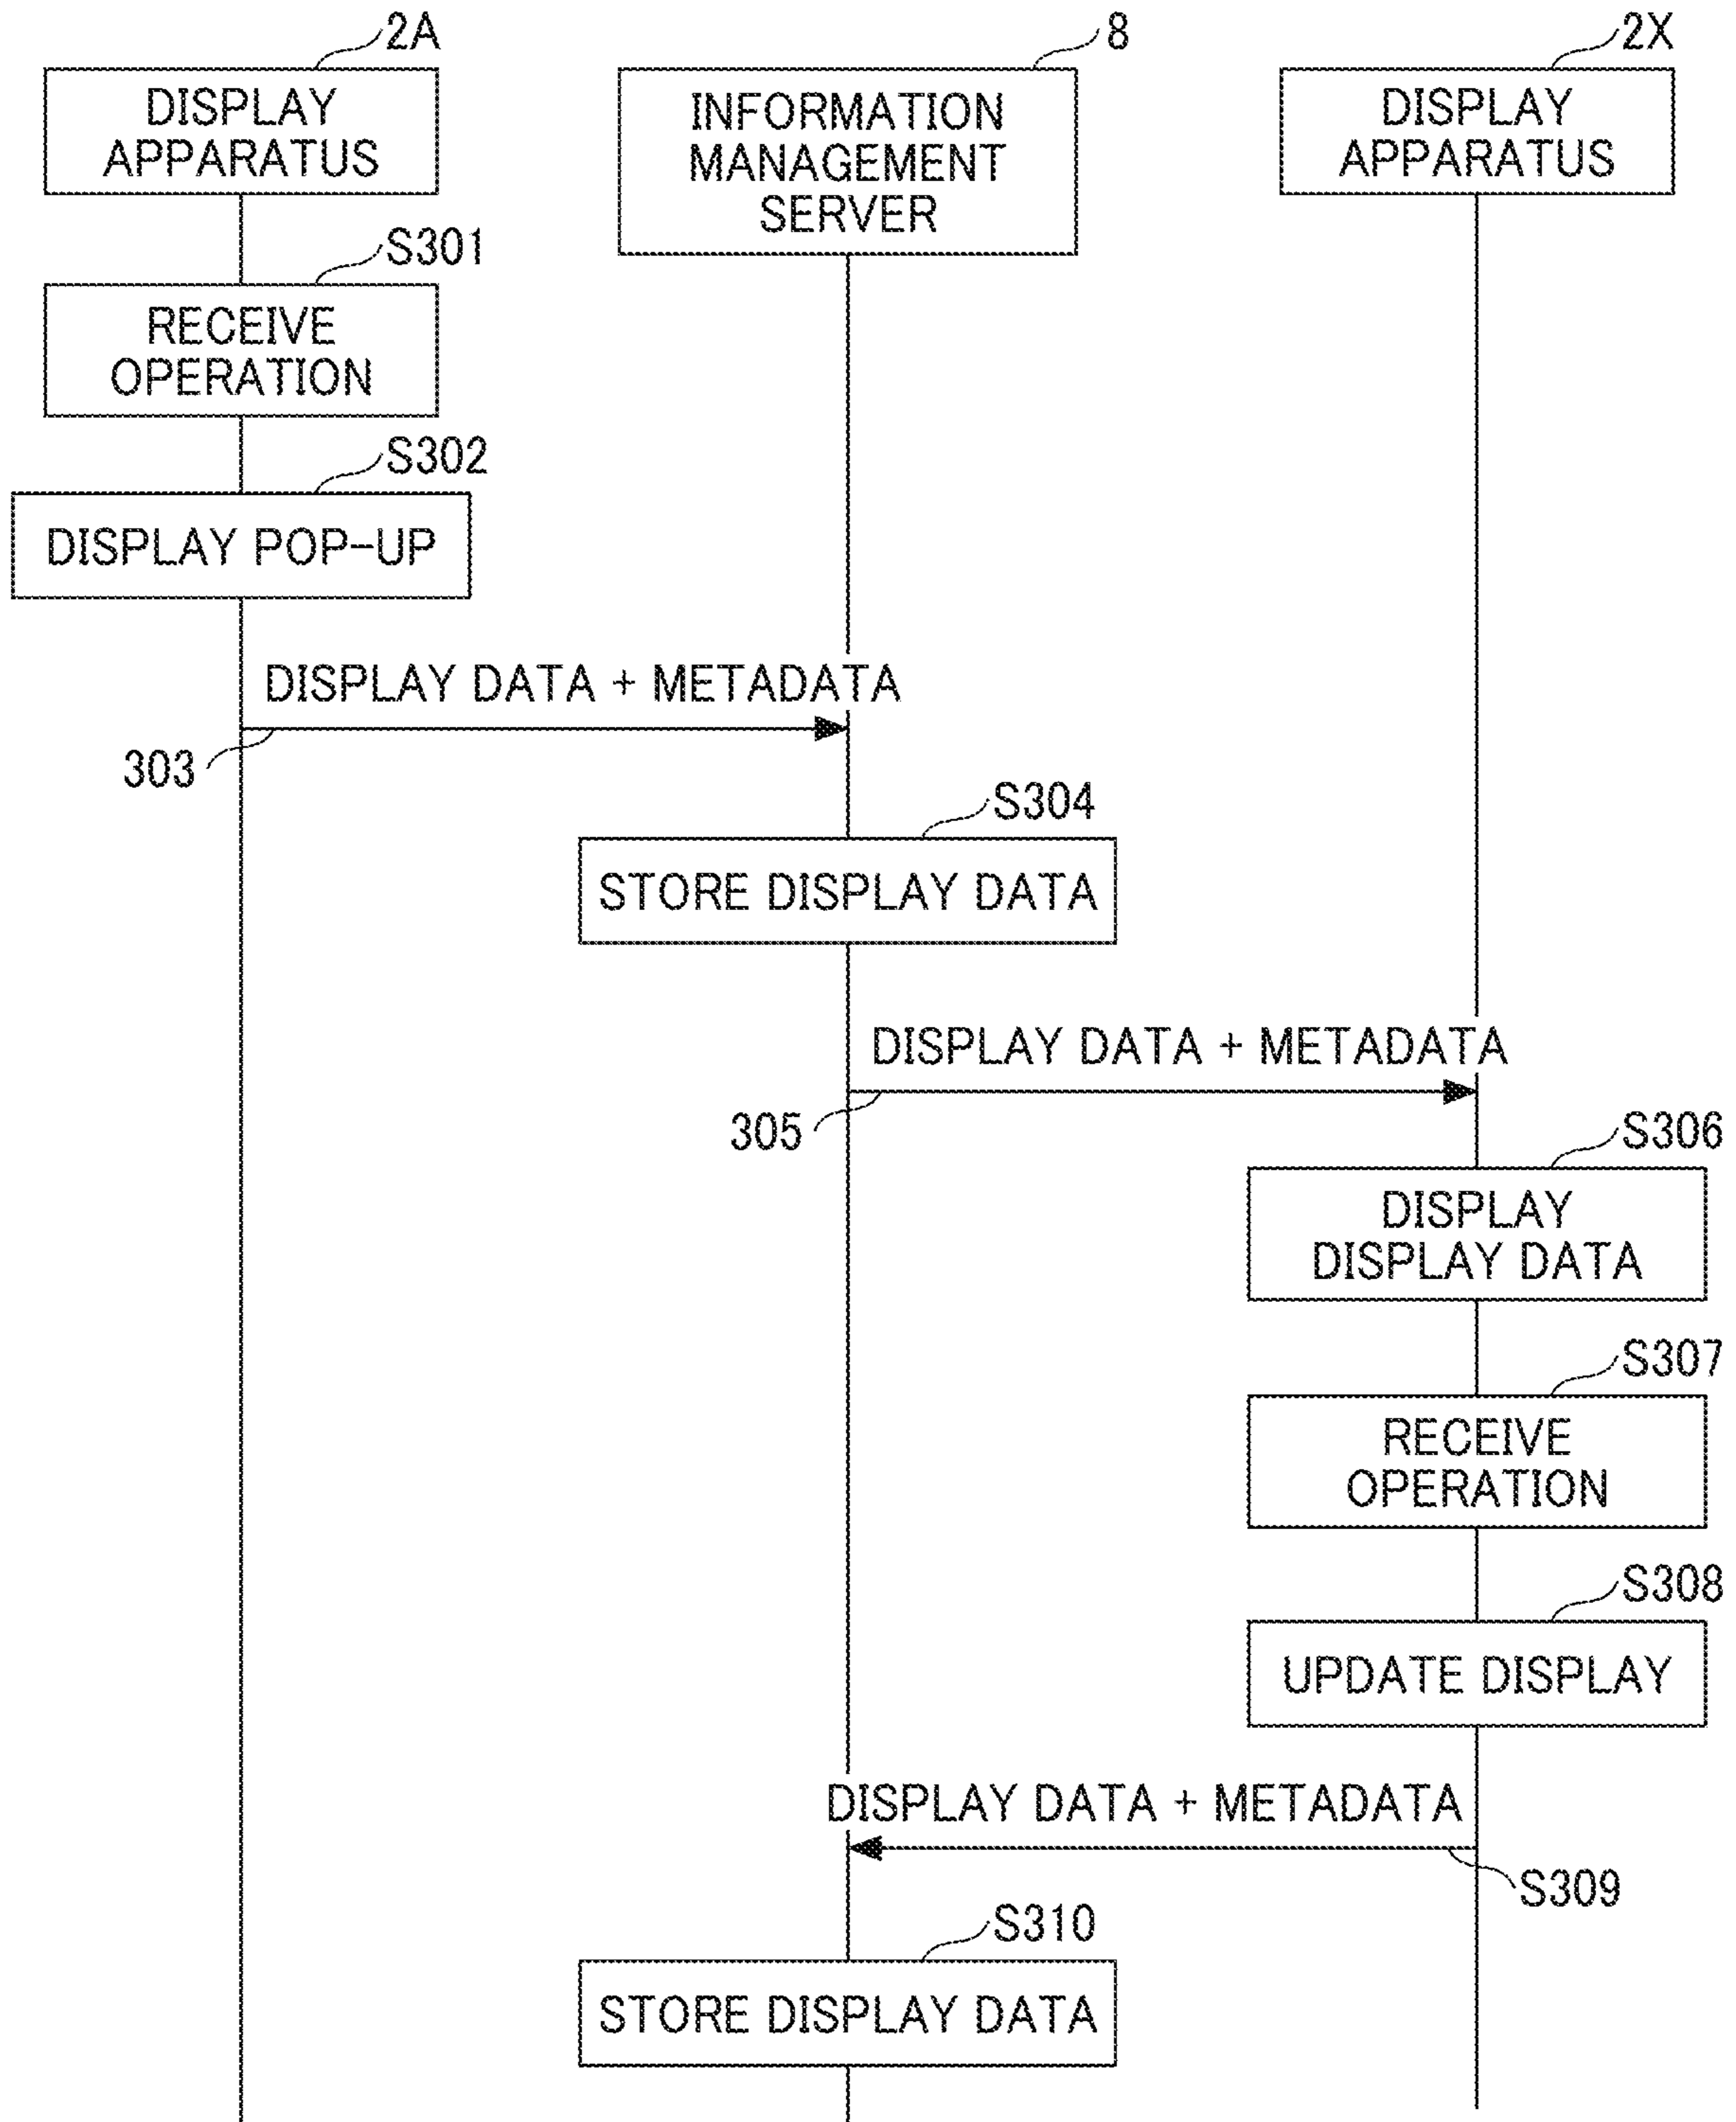 2A
DISPLAY
APPARATUS
8
INFORMATION
MANAGEMENT
SERVER
2X
DISPLAY
APPARATUS
S301
RECEIVE
OPERATION
S302
DISPLAY POP-UP
DISPLAY DATA + METADATA
303
S304
STORE DISPLAY DATA
DISPLAY DATA + METADATA
305
S306
DISPLAY
DISPLAY DATA
S307
RECEIVE
OPERATION
S308
UPDATE DISPLAY
DISPLAY DATA + METADATA
S309
S310
STORE DISPLAY DATA